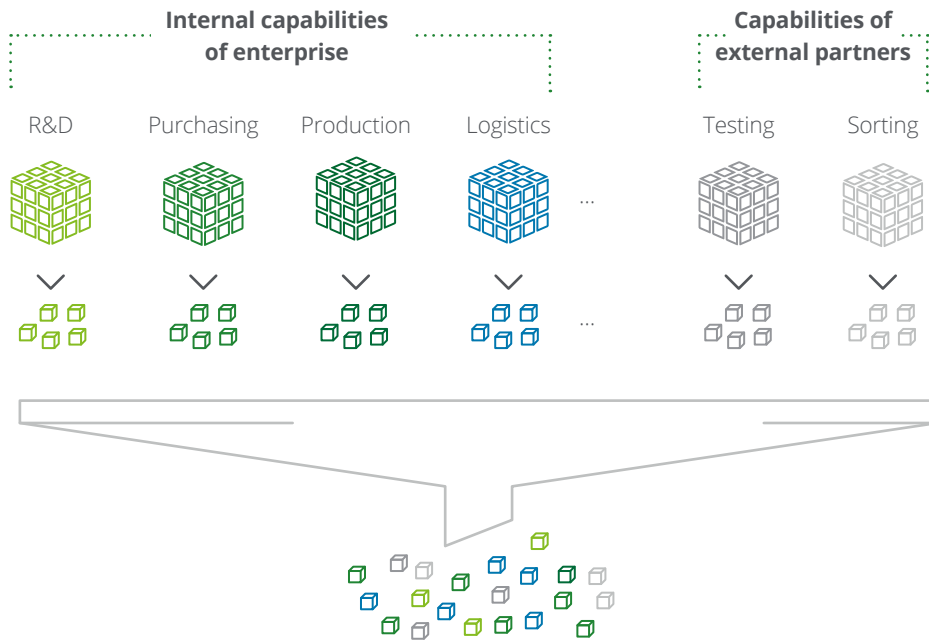 Internal capabilities
of enterprise
Capabilities of
external partners
R&D
Purchasing
Production
Logistics
Testing
Sorting
...
...